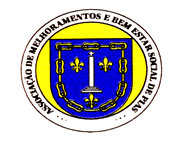 ASSOCIAÇÃO DE MELHORAMENTOS E BEM ESTAR SOCIAL DE PIAS